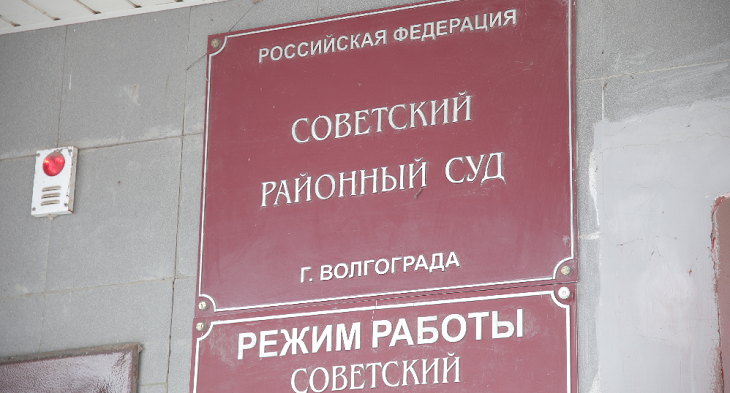 РОССИЙСКАЯ ФЕДЕРАЦИЯ
СОВЕТСКИЙ
РАЙОННЫЙ СУД
Г. ВОЛГОГРАДА
РЕЖИМ РАБОТЫ
СОВЕТСКИЙ